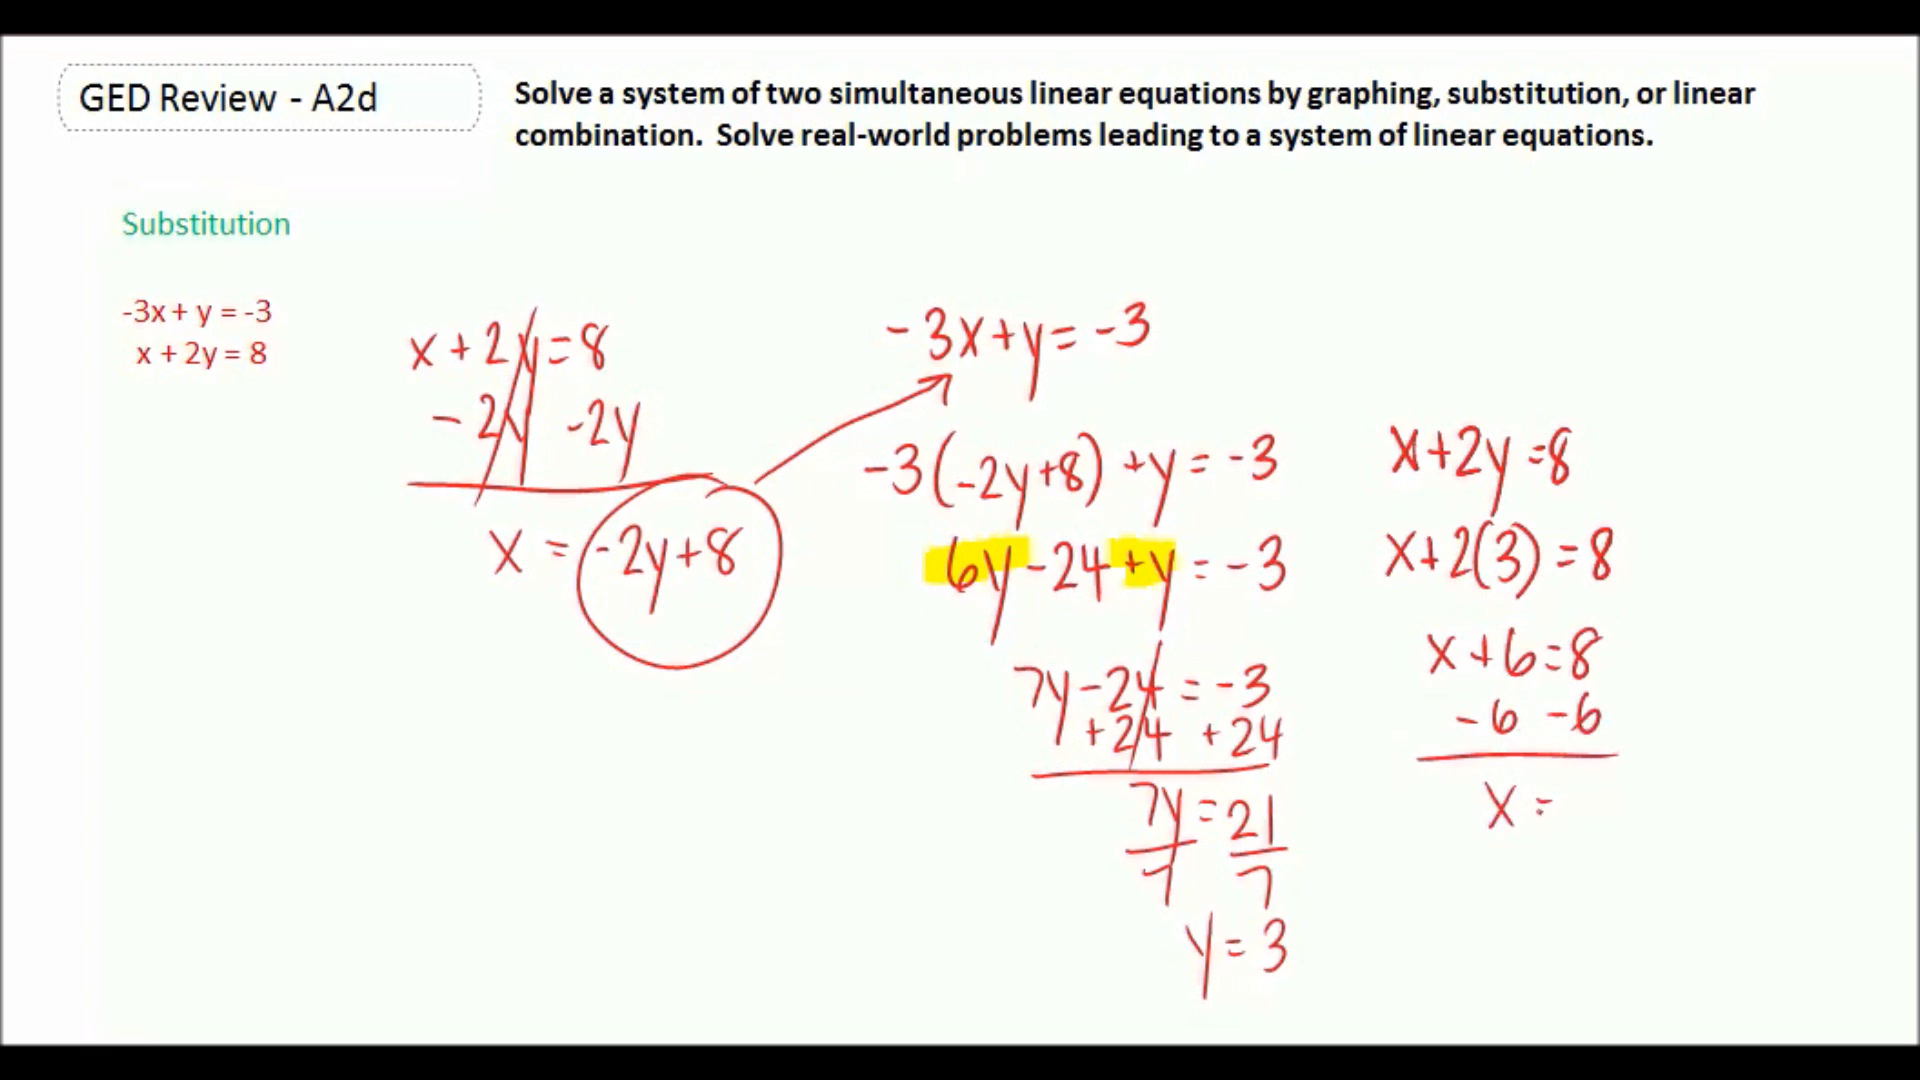 GED Review - A2d
Solve a system of two simultaneous linear equations by graphing, substitution, or linear
combination. Solve real-world problems leading to a system of linear equations.
Substitution
-3x + y = -3
x + 2y = 8
x + 2y = 8
- 2y -2y
x = -2y+8
-3x+y = -3
-3(-2y+8) +y = -3
6y -24 +y = -3
7y -24 = -3
+24 +24
7y = 21
7 7
y = 3
x+2y = 8
x+2(3) = 8
x+6=8
-6 -6
x =